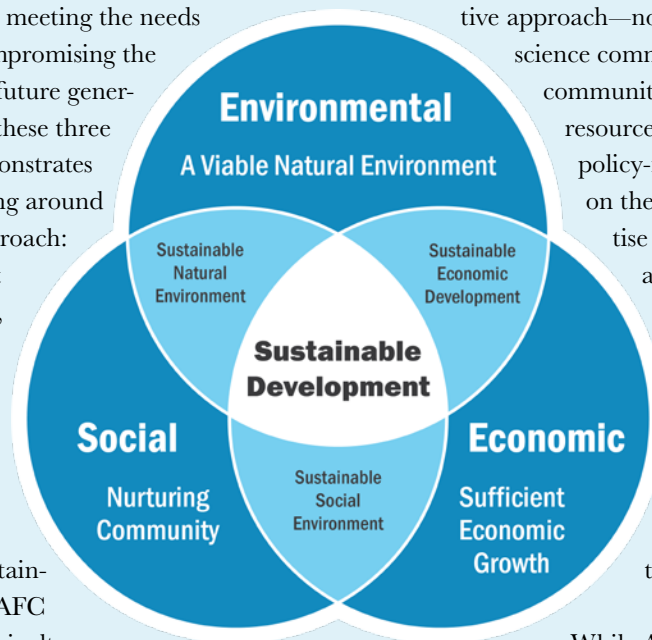 meeting the needs
the
future gener-
these three
ng around
roach:
Environmental
A Viable Natural Environment
Sustainable
Natural
Environment
Sustainable
Economic
Development
Sustainable
Development
Social
Nurturing
Community
Economic
Sufficient
Economic
Growth
Sustainable
Social
Environment
tain-
AFC
tive approach—no
science comm
communit
resource
policy-
on the
tise
a
t
While A